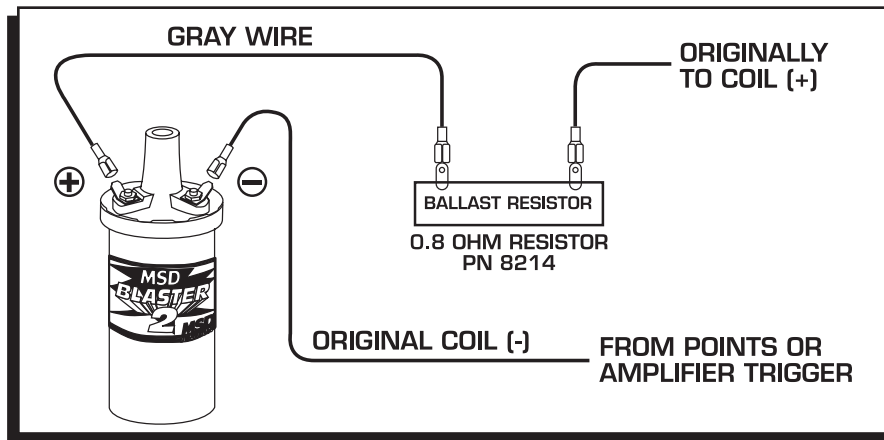 GRAY WIRE
ORIGINALLY
TO COIL (+)
+
−
BALLAST RESISTOR
0.8 OHM RESISTOR
PN 8214
MSD
BLASTER
2
MSD
ORIGINAL COIL (-)
FROM POINTS OR
AMPLIFIER TRIGGER